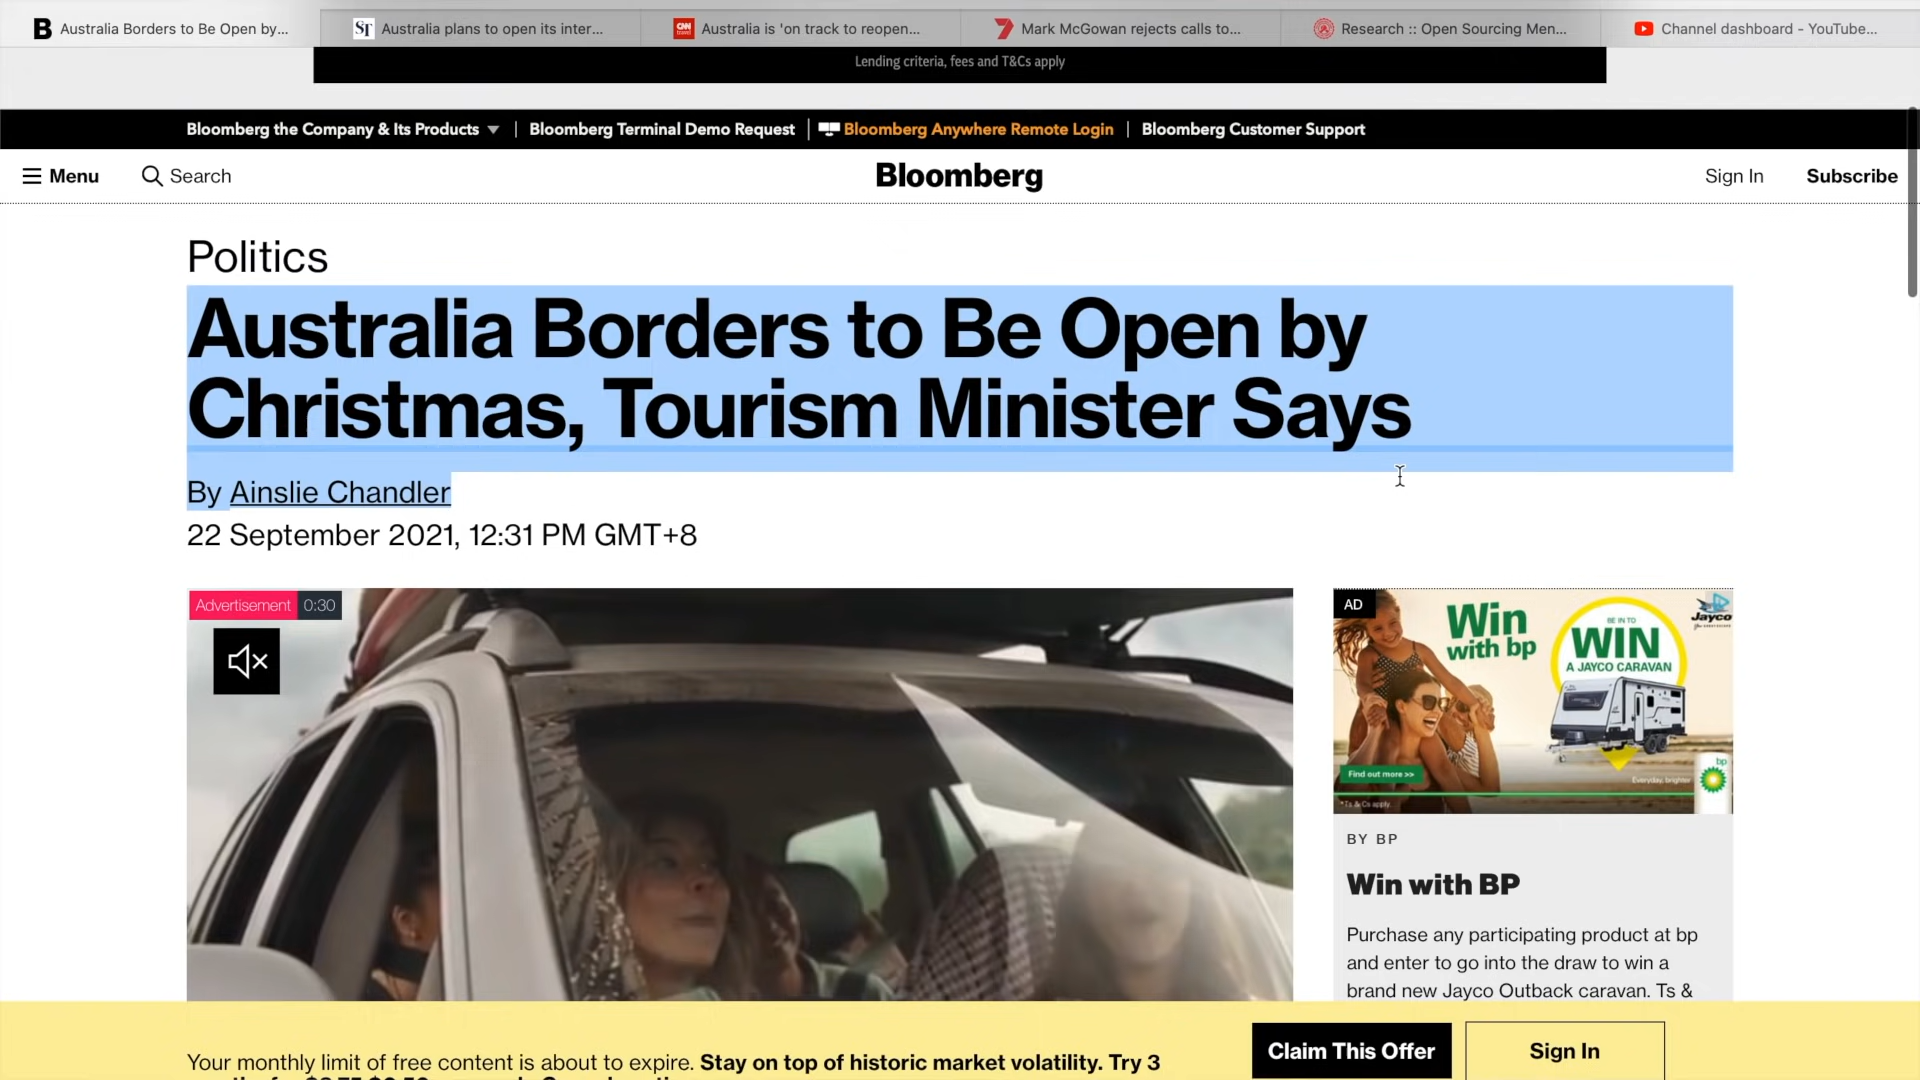 Australia Borders to Be Open by...
Australia plans to open its inter...
Australia is 'on track to reopen...
Mark McGowan rejects calls to...
Research :: Open Sourcing Men...
Channel dashboard - YouTube...
Lending criteria, fees and T&Cs apply
Bloomberg the Company & Its Products
Bloomberg Terminal Demo Request
Bloomberg Anywhere Remote Login
Bloomberg Customer Support
Menu
Search
Bloomberg
Sign In
Subscribe
Politics
Australia Borders to Be Open by
Christmas, Tourism Minister Says
By Ainslie Chandler
22 September 2021, 12:31 PM GMT+8
Advertisement 0:30
AD
Win
with bp
BE IN TO
WIN
A JAYCO CARAVAN
Jayco
Find out more >>
*Ts & Cs apply.
Everyday, brighter
bp
BY BP
Win with BP
Purchase any participating product at bp
and enter to go into the draw to win a
brand new Jayco Outback caravan. Ts &
Your monthly limit of free content is about to expire. Stay on top of historic market volatility. Try 3
Claim This Offer
Sign In